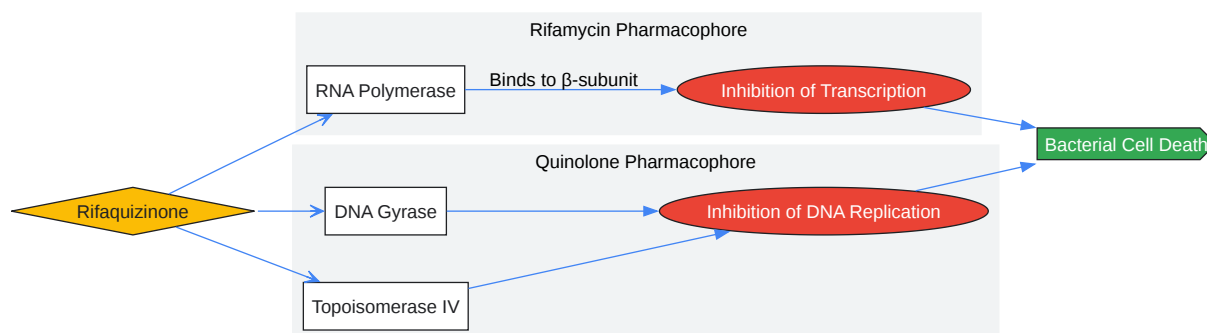 Rifamycin Pharmacophore
RNA Polymerase
Binds to β-subunit
Inhibition of Transcription
Bacterial Cell Death
Quinolone Pharmacophore
Rifaquizinone
DNA Gyrase
Inhibition of DNA Replication
Topoisomerase IV